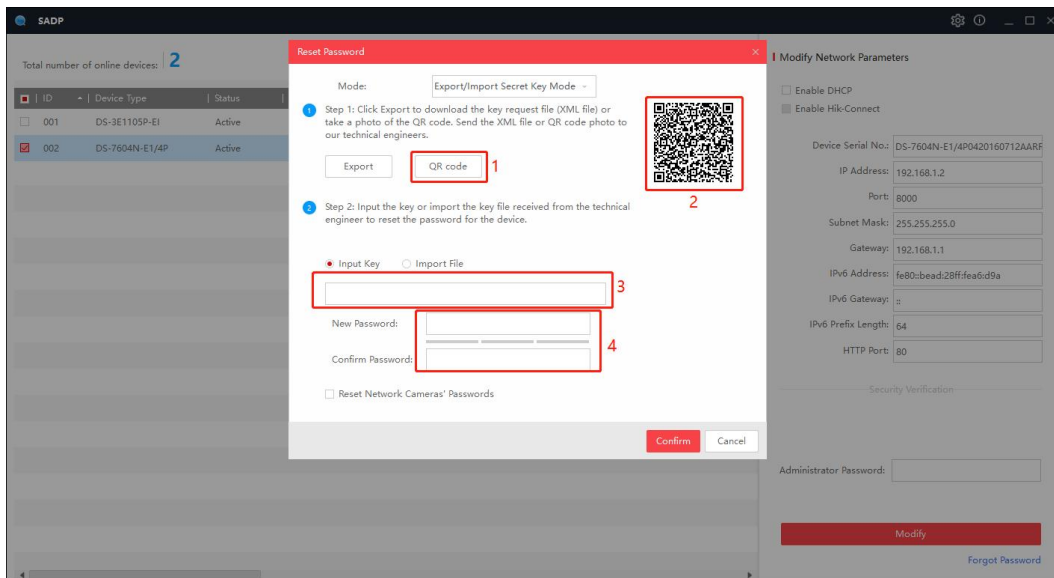 SADP
Total number of online devices: 2
ID Device Type Status
001 DS-3E1105P-EI Active
002 DS-7604N-E1/4P Active
Reset Password
Mode: Export/Import Secret Key Mode
1 Step 1: Click Export to download the key request file (XML file) or
take a photo of the QR code. Send the XML file or QR code photo to
our technical engineers.
Export QR code 1
2
2 Step 2: Input the key or import the key file received from the technical
engineer to reset the password for the device.
Input Key Import File
3
New Password:
4
Confirm Password:
Reset Network Cameras' Passwords
Confirm Cancel
Modify Network Parameters
Enable DHCP
Enable Hik-Connect
Device Serial No.: DS-7604N-E1/4P0420160712AARF
IP Address: 192.168.1.2
Port: 8000
Subnet Mask: 255.255.255.0
Gateway: 192.168.1.1
IPv6 Address: fe80::bead:28ff:fea6:d9a
IPv6 Gateway: ::
IPv6 Prefix Length: 64
HTTP Port: 80
Security Verification
Administrator Password:
Modify
Forgot Password